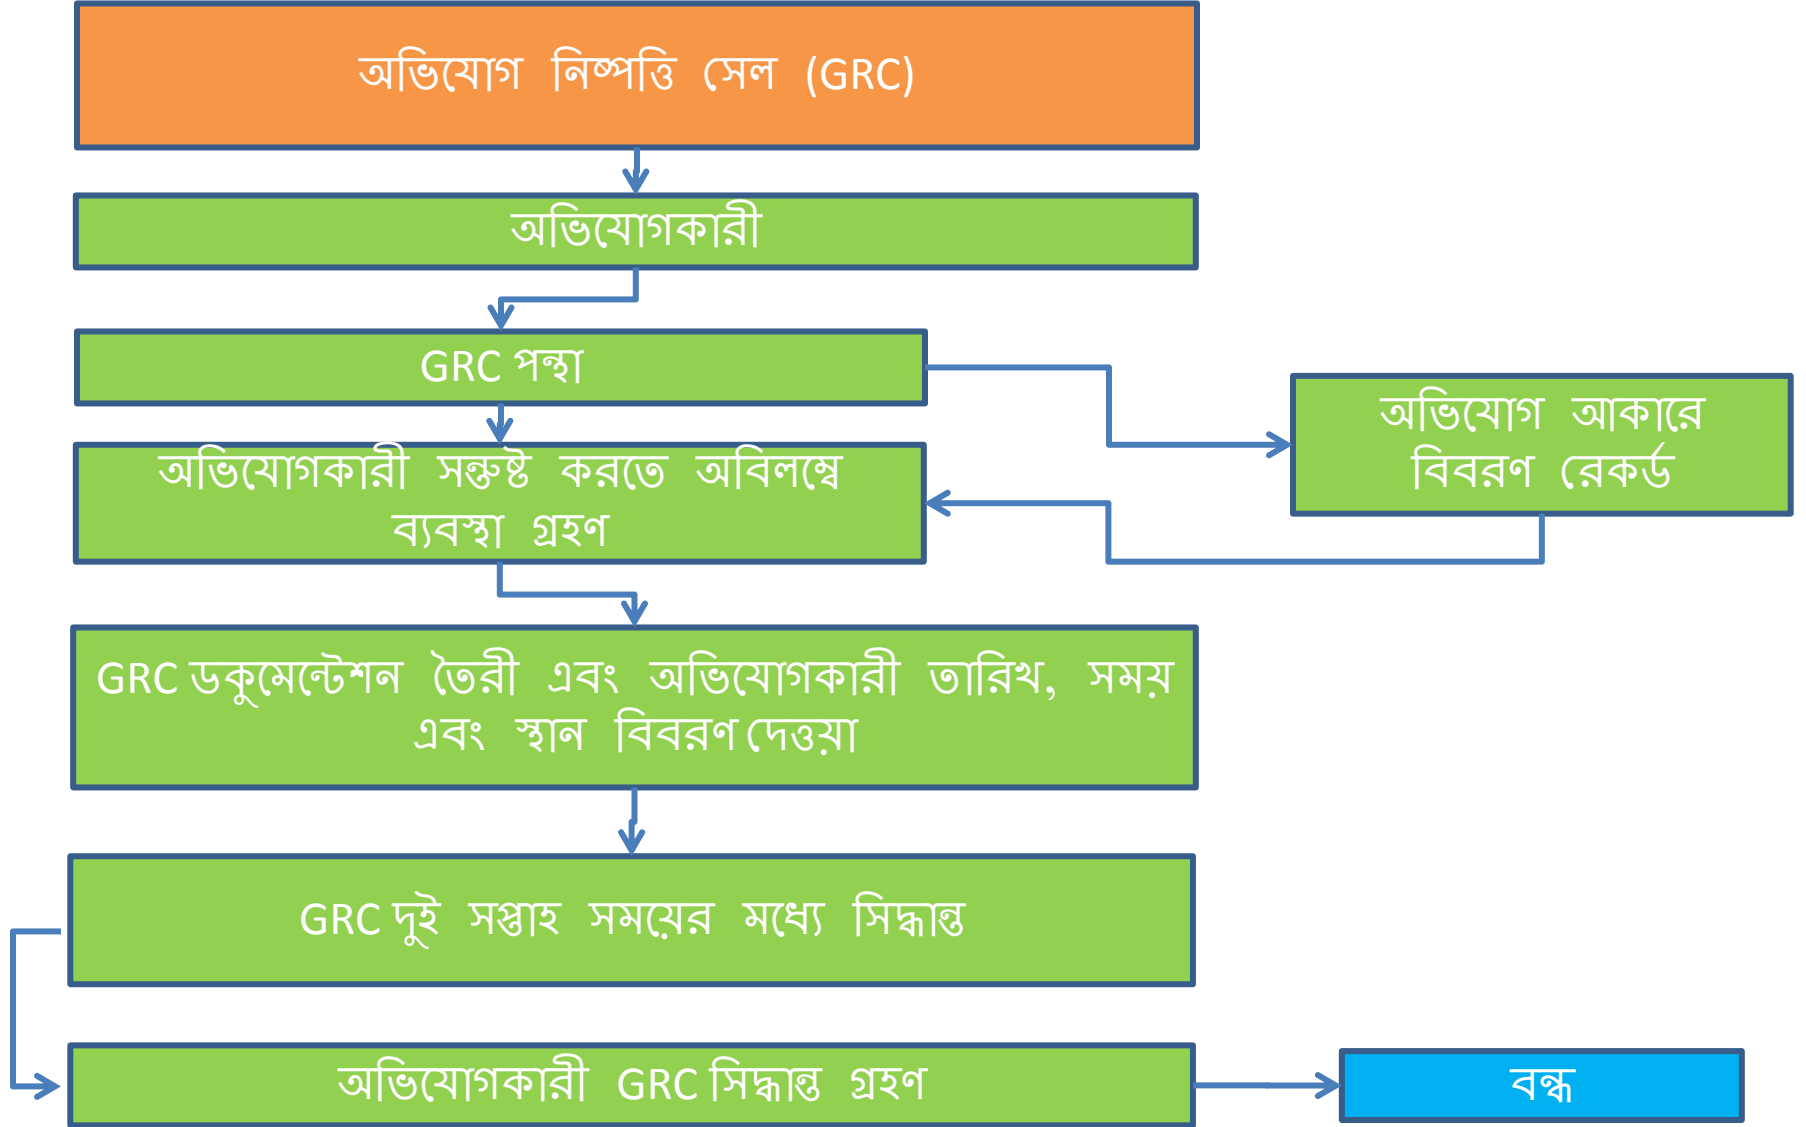 অভিযোগ নিষ্পত্তি সেল (GRC)
অভিযোগকারী
GRC পন্থা
অভিযোগ আকারে
বিবরণ রেকর্ড
অভিযোগকারী সন্তুষ্ট করতে অবিলম্বে
ব্যবস্থা গ্রহণ
GRC ডকুমেন্টেশন তৈরী এবং অভিযোগকারী তারিখ, সময়
এবং স্থান বিবরণ দেত্তয়া
GRC দুই সপ্তাহ সময়ের মধ্যে সিদ্ধান্ত
অভিযোগকারী GRC সিদ্ধান্ত গ্রহণ
বন্ধ